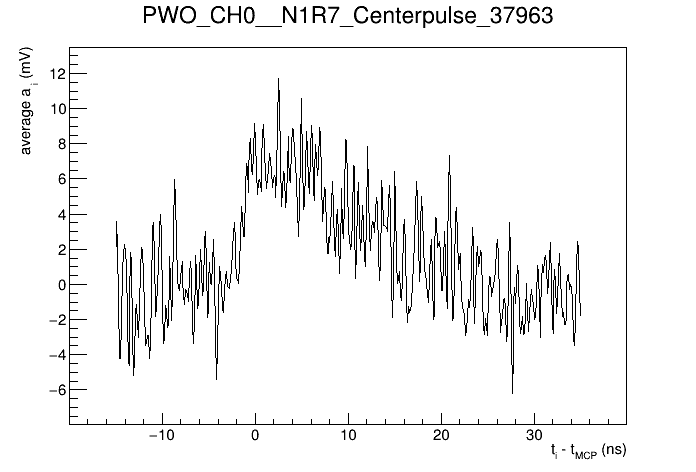 PWO_CH0__N1R7_Centerpulse_37963
average a_i (mV)
12
10
8
6
4
2
0
−2
−4
−6
−10 0 10 20 30
t_i - t_MCP (ns)